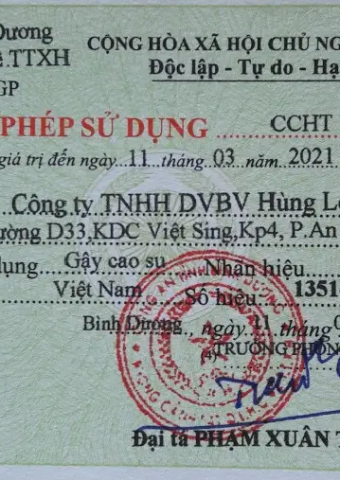 Dương
CỘNG HÒA XÃ HỘI CHỦ NG
TTXH
Độc lập - Tự do - Hạ
GP
PHÉP SỬ DỤNG CCHT
giá trị đến ngày 11 tháng 03 năm 2021
Công ty TNHH DVBV Hùng L
ường D33,KDC Việt Sing,Kp4, P.An
dụng Gậy cao su Nhãn hiệu
Việt Nam Số hiệu 1351
Bình Dương, ngày 11 tháng 0
TRƯỞNG PHÒNG
Đại tá PHẠM XUÂN T